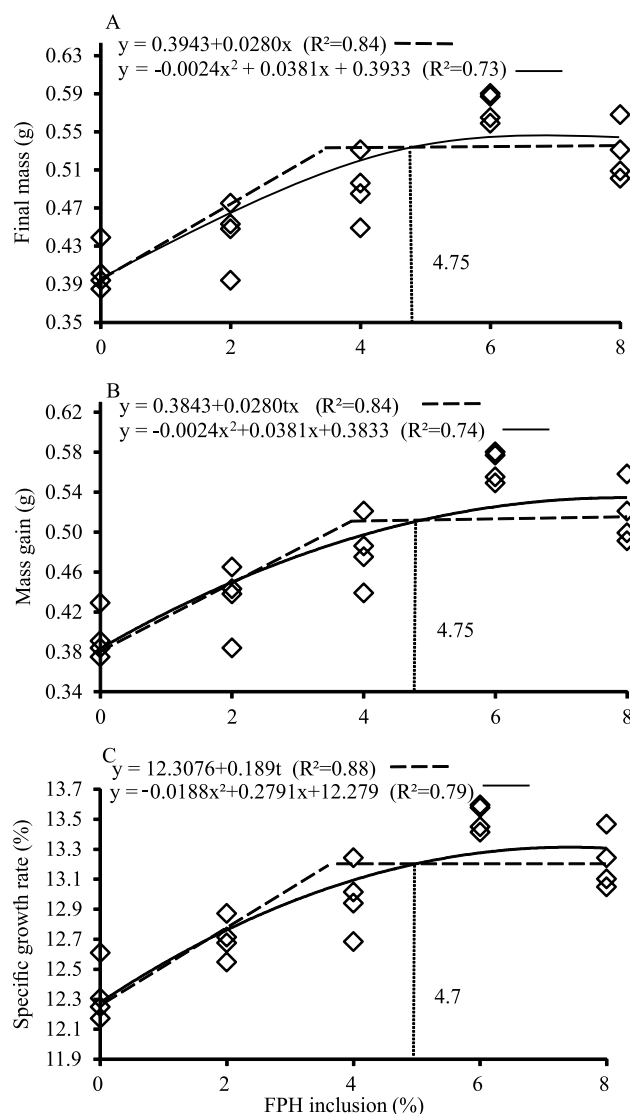 A
y = 0.3943+0.0280x (R²=0.84)
y = -0.0024x² + 0.0381x + 0.3933 (R²=0.73)
0.63
0.59
0.55
0.51
0.47
0.43
0.39
0.35
Final mass (g)
4.75
0 2 4 6 8
B
y = 0.3843+0.0280tx (R²=0.84)
y = -0.0024x²+0.0381x+0.3833 (R²=0.74)
0.62
0.58
0.54
0.50
0.46
0.42
0.38
0.34
Mass gain (g)
4.75
0 2 4 6 8
C
y = 12.3076+0.189t (R²=0.88)
y = -0.0188x²+0.2791x+12.279 (R²=0.79)
13.7
13.5
13.3
13.1
12.9
12.7
12.5
12.3
12.1
11.9
Specific growth rate (%)
4.7
0 2 4 6 8
FPH inclusion (%)